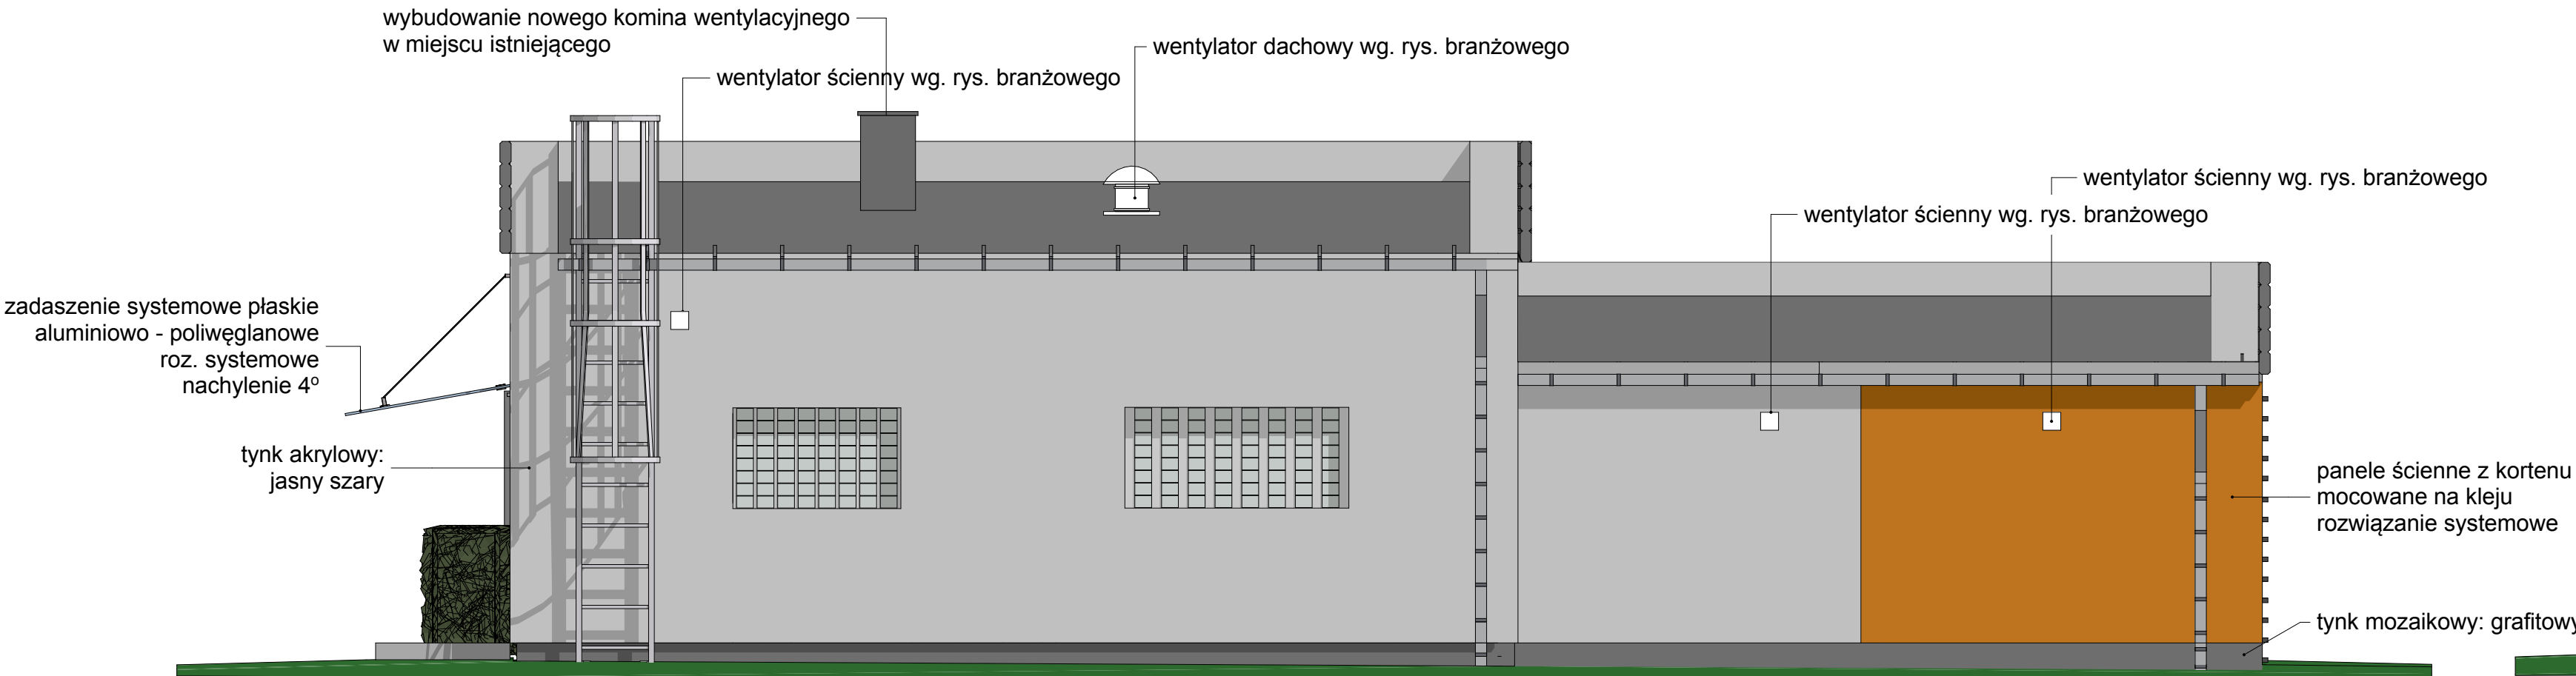 wybudowanie nowego komina wentylacyjnego
w miejscu istniejącego
wentylator dachowy wg. rys. branżowego
wentylator ścienny wg. rys. branżowego
wentylator ścienny wg. rys. branżowego
wentylator ścienny wg. rys. branżowego
zadaszenie systemowe płaskie
aluminiowo - poliwęglanowe
roz. systemowe
nachylenie 4º
tynk akrylowy:
jasny szary
panele ścienne z kortenu
mocowane na kleju
rozwiązanie systemowe
tynk mozaikowy: grafitowy